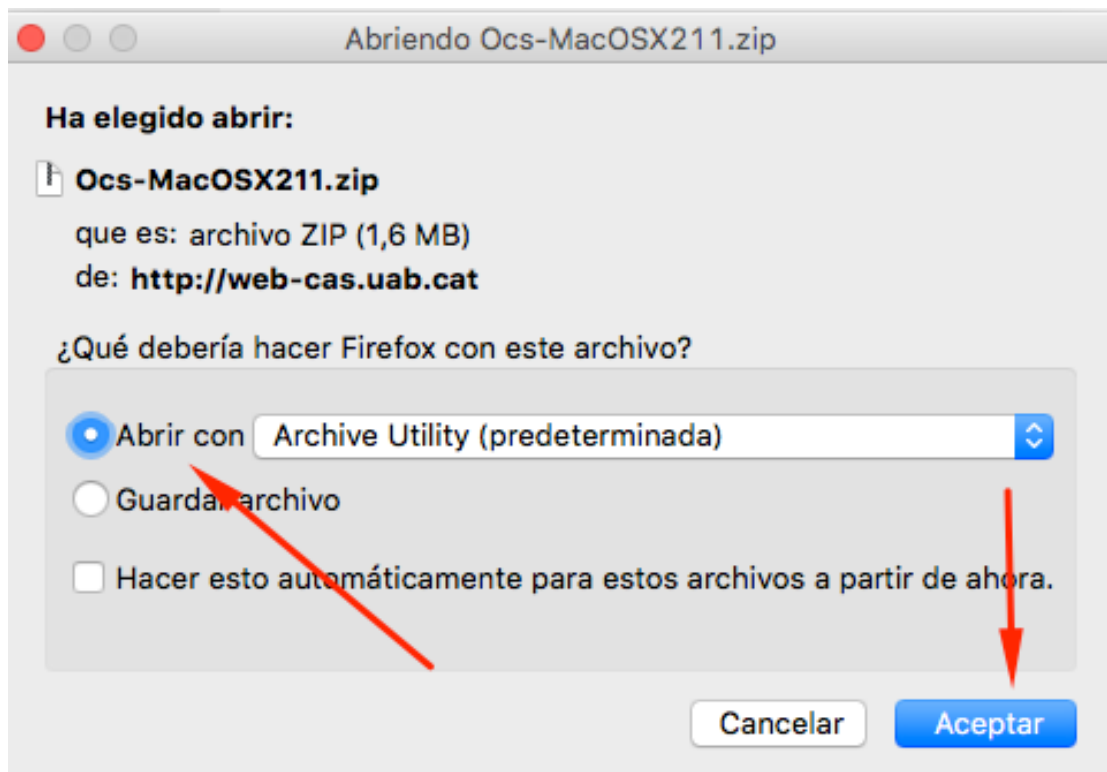 Abriendo Ocs-MacOSX211.zip
Ha elegido abrir:
Ocs-MacOSX211.zip
que es: archivo ZIP (1,6 MB)
de: http://web-cas.uab.cat
¿Qué debería hacer Firefox con este archivo?
Abrir con Archive Utility (predeterminada)
Guardar archivo
Hacer esto automáticamente para estos archivos a partir de ahora.
Cancelar Aceptar